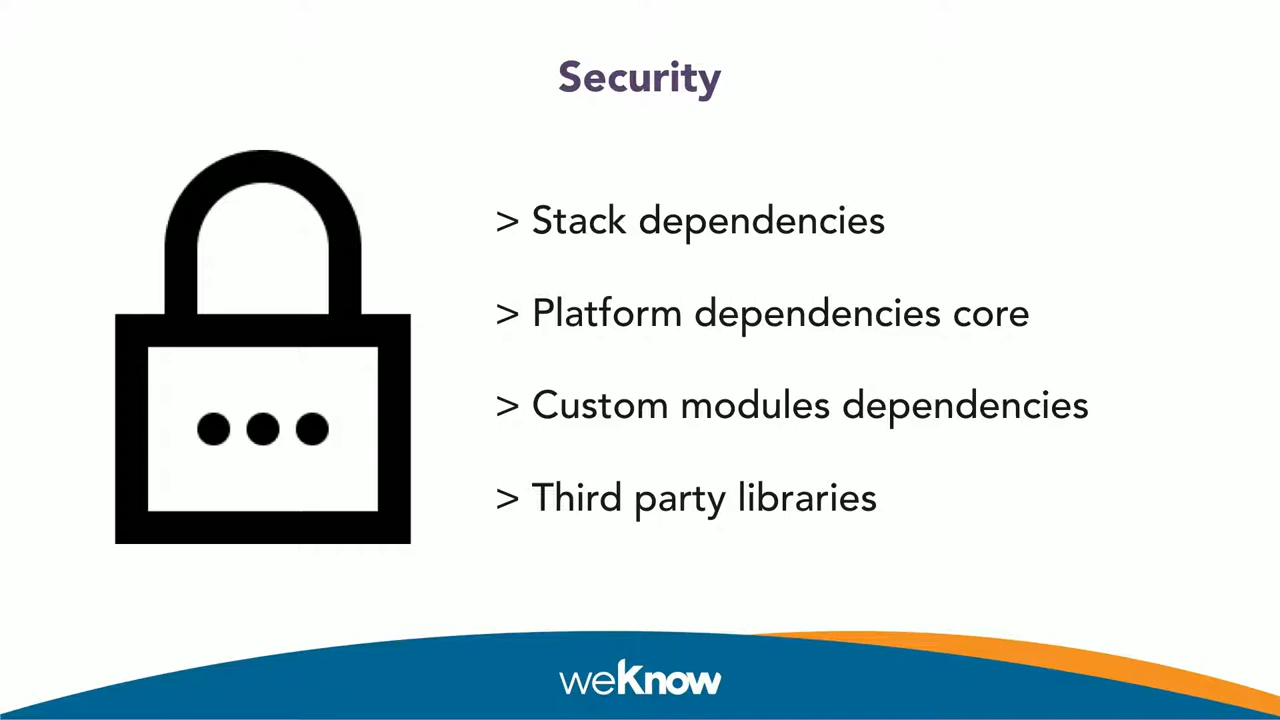 Security
> Stack dependencies
> Platform dependencies core
> Custom modules dependencies
> Third party libraries
weKnow